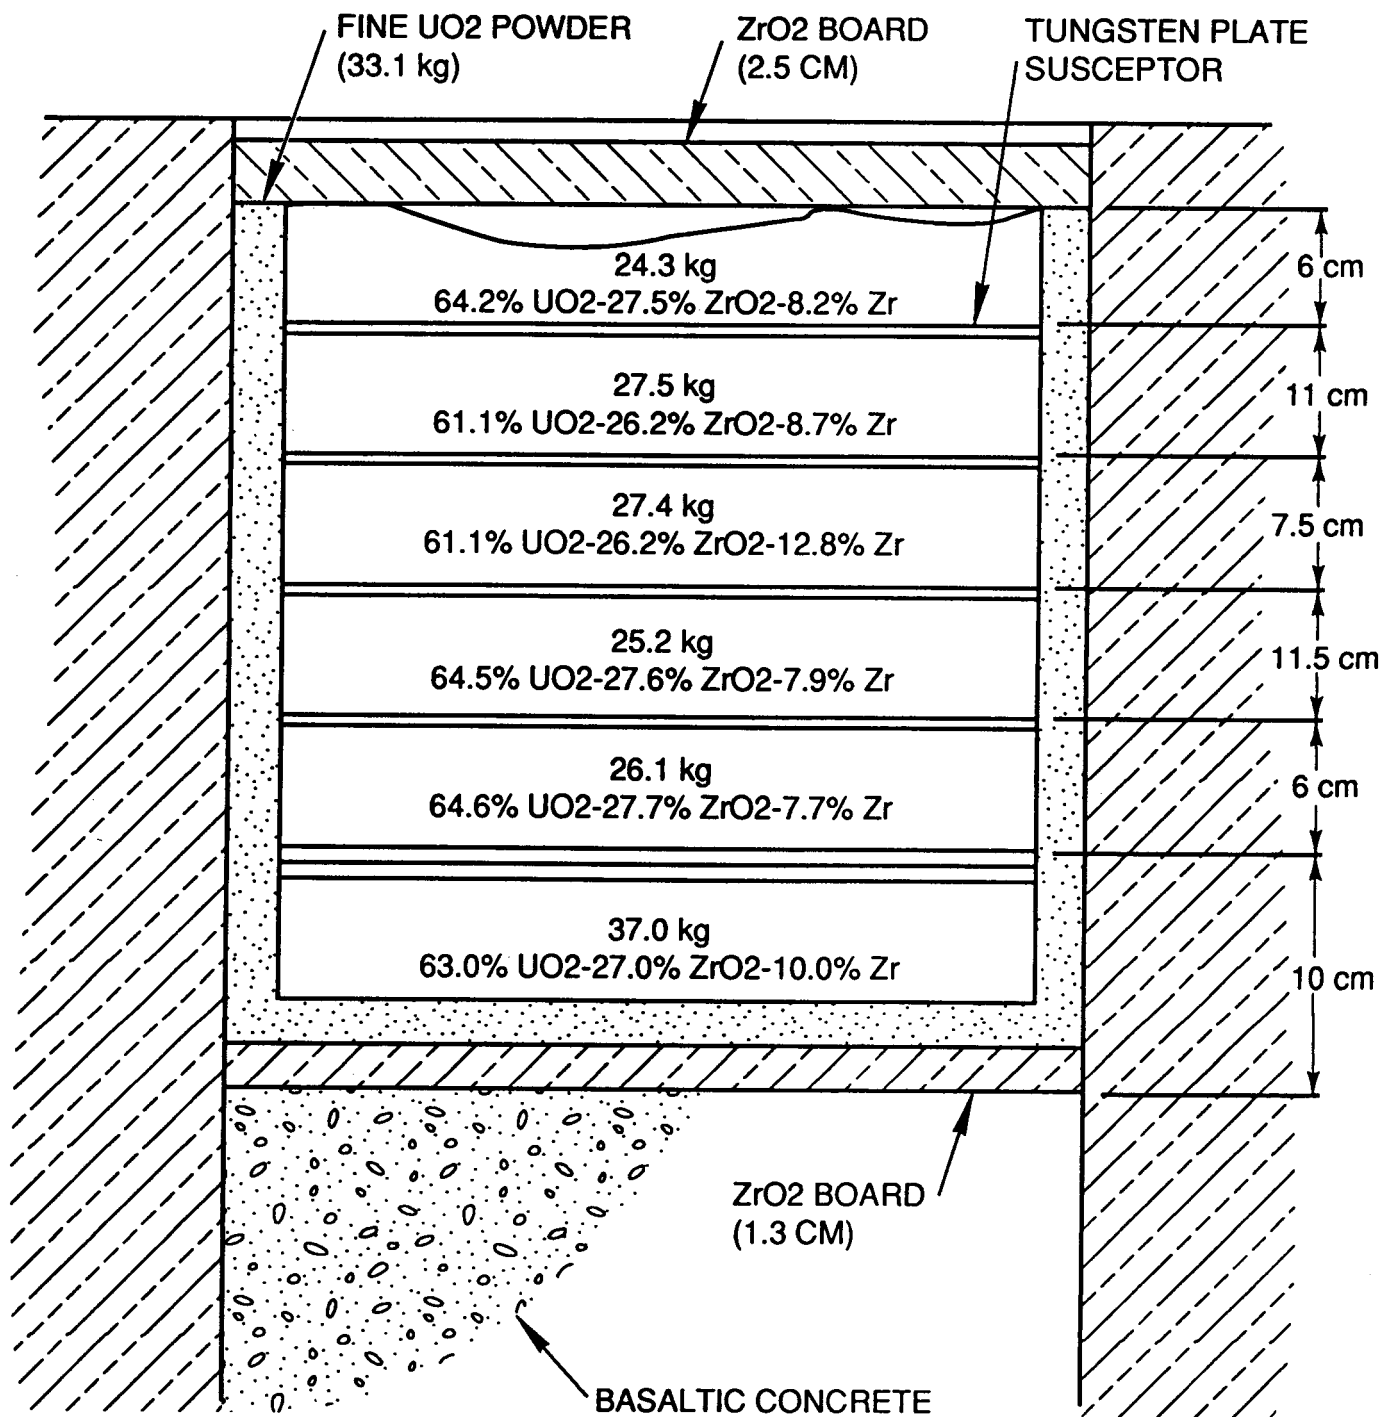 FINE UO2 POWDER
(33.1 kg)
ZrO2 BOARD
(2.5 CM)
TUNGSTEN PLATE
SUSCEPTOR
24.3 kg
64.2% UO2-27.5% ZrO2-8.2% Zr
6 cm
27.5 kg
61.1% UO2-26.2% ZrO2-8.7% Zr
11 cm
27.4 kg
61.1% UO2-26.2% ZrO2-12.8% Zr
7.5 cm
25.2 kg
64.5% UO2-27.6% ZrO2-7.9% Zr
11.5 cm
26.1 kg
64.6% UO2-27.7% ZrO2-7.7% Zr
6 cm
37.0 kg
63.0% UO2-27.0% ZrO2-10.0% Zr
10 cm
ZrO2 BOARD
(1.3 CM)
BASALTIC CONCRETE